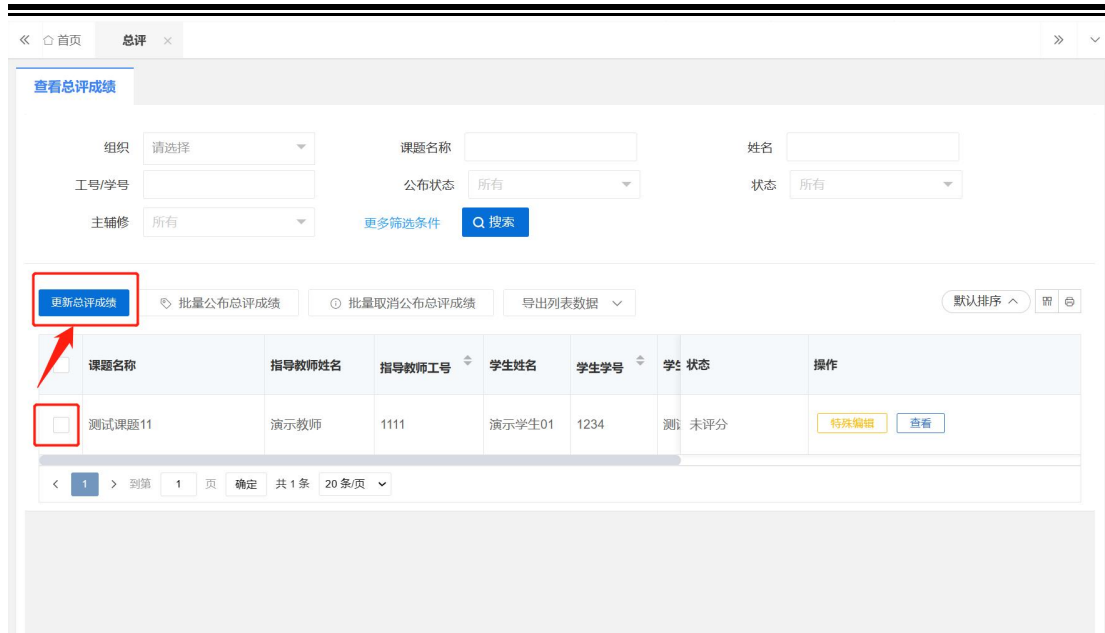 首页 总评
查看总评成绩
组织 请选择 课题名称 姓名
工号/学号 公布状态 所有 状态 所有
主辅修 所有 更多筛选条件 搜索
更新总评成绩 批量公布总评成绩 批量取消公布总评成绩 导出列表数据 默认排序
课题名称 指导教师姓名 指导教师工号 学生姓名 学生学号 学生 状态 操作
测试课题11 演示教师 1111 演示学生01 1234 测试 未评分 特殊编辑 查看
1 到第 1 页 确定 共 1 条 20 条/页